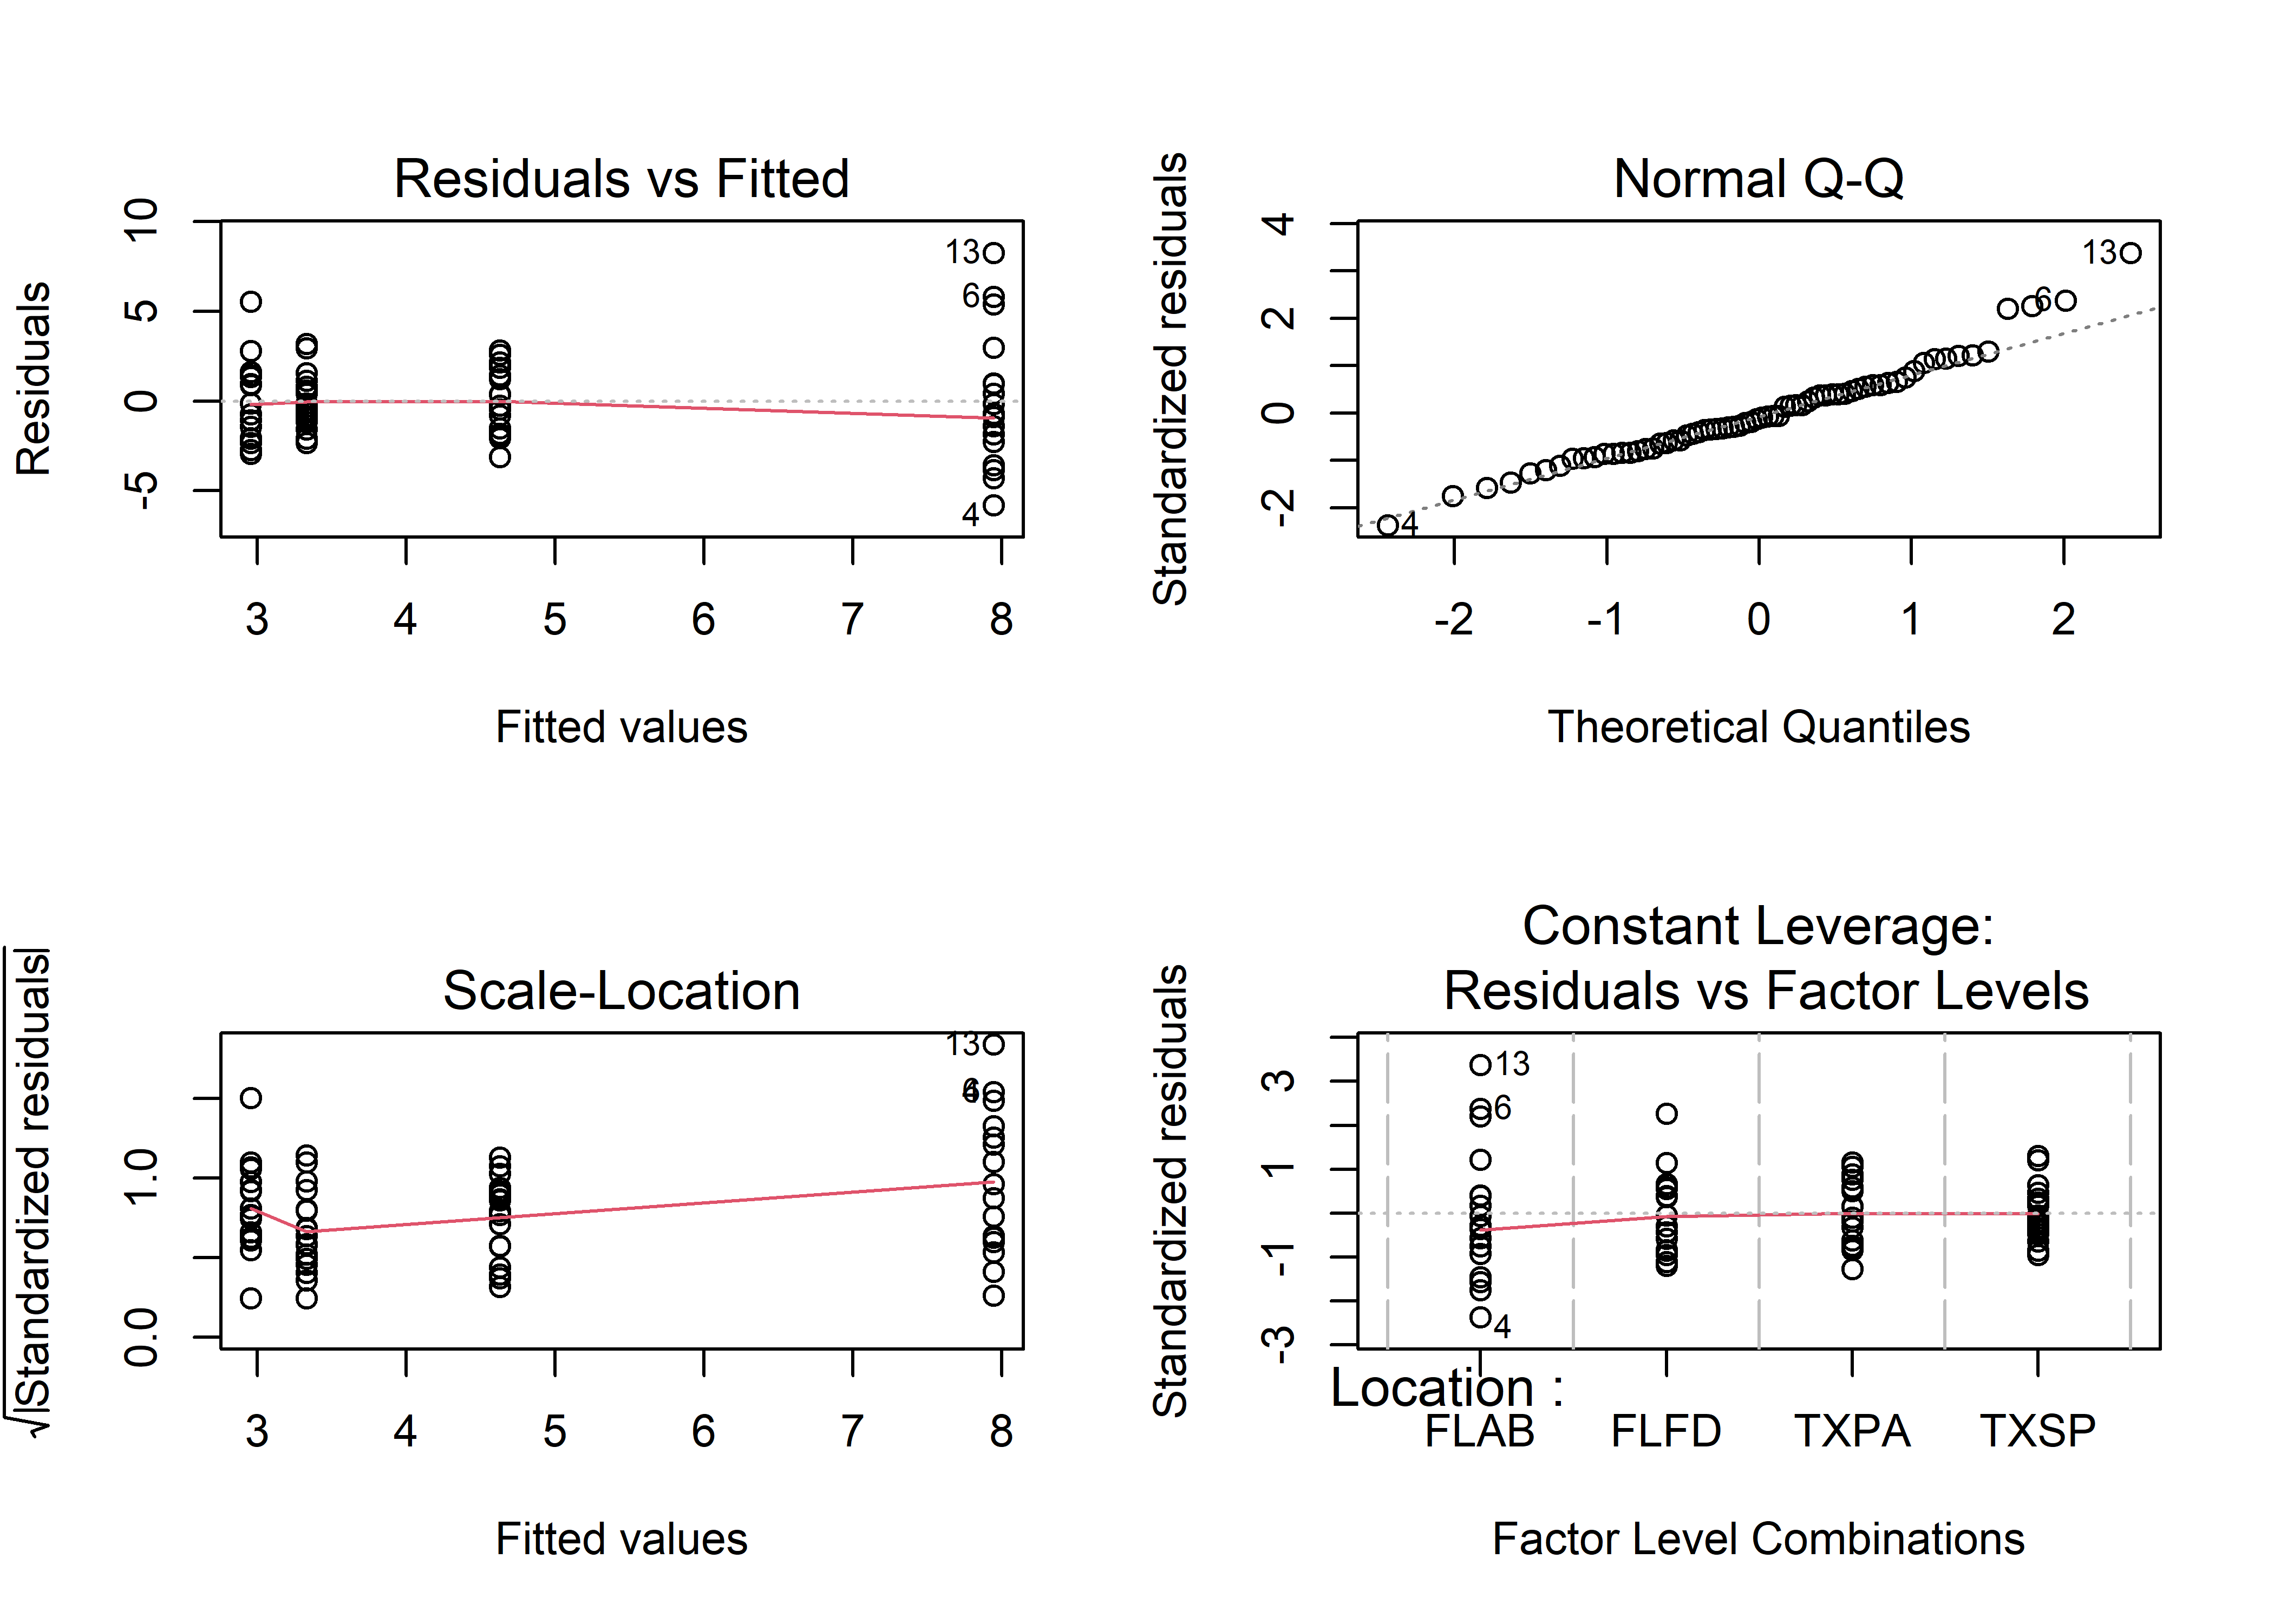 Residuals vs Fitted
Residuals
10
5
0
-5
13
6
4
3 4 5 6 7 8
Fitted values
Normal Q-Q
Standardized residuals
4
2
0
-2
13
6
4
-2 -1 0 1 2
Theoretical Quantiles
Scale-Location
√|Standardized residuals|
1.0
0.0
13
6
4
3 4 5 6 7 8
Fitted values
Constant Leverage:
Residuals vs Factor Levels
Standardized residuals
3
1
-1
-3
13
6
4
Location :
FLAB FLFD TXPA TXSP
Factor Level Combinations